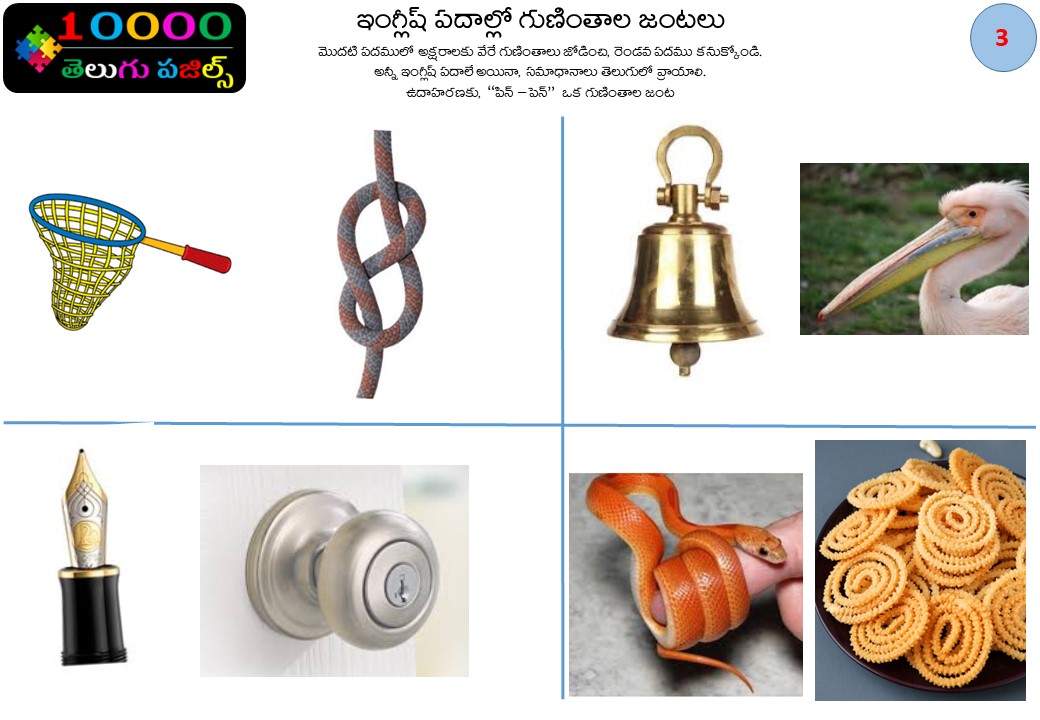 10000
తెలుగు పజిల్స్
ఇంగ్లీష్ పదాల్లో గుణింతాల జంటలు
మొదటి పదములో అక్షరాలకు వేరే గుణింతాలు జోడించి, రెండవ పదము కనుక్కోండి.
అన్నీ ఇంగ్లీష్ పదాలే అయినా, సమాధానాలు తెలుగులో వ్రాయాలి.
ఉదాహరణకు, “పిన్ – పెన్” ఒక గుణింతాల జంట
3